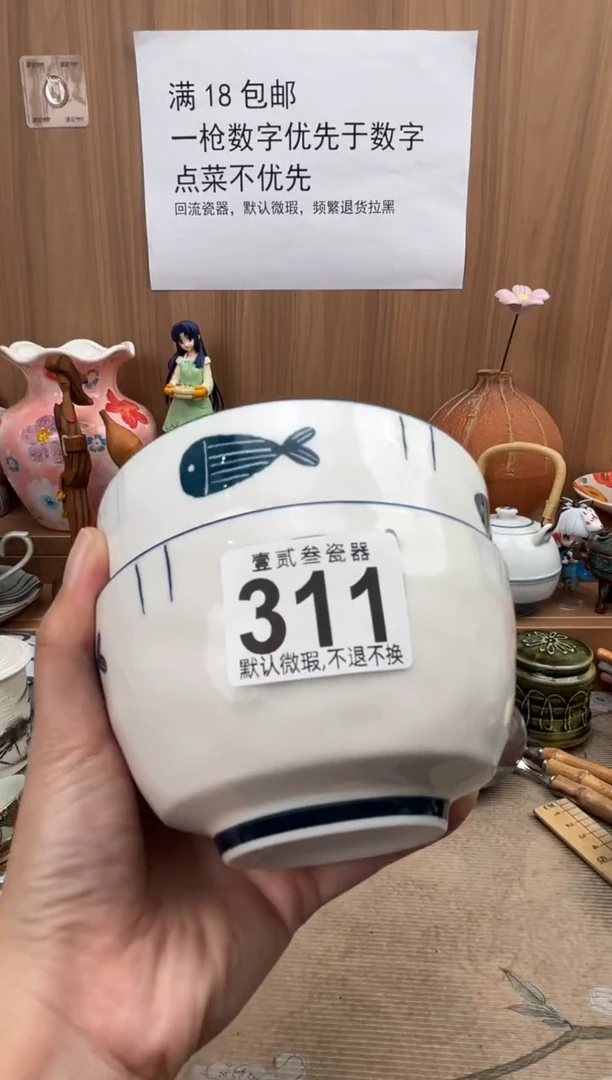 满 18 包邮
一枪数字优先于数字
点菜不优先
回流瓷器，默认微瑕，频繁退货拉黑
壹贰叁瓷器
311
默认微瑕,不退不换